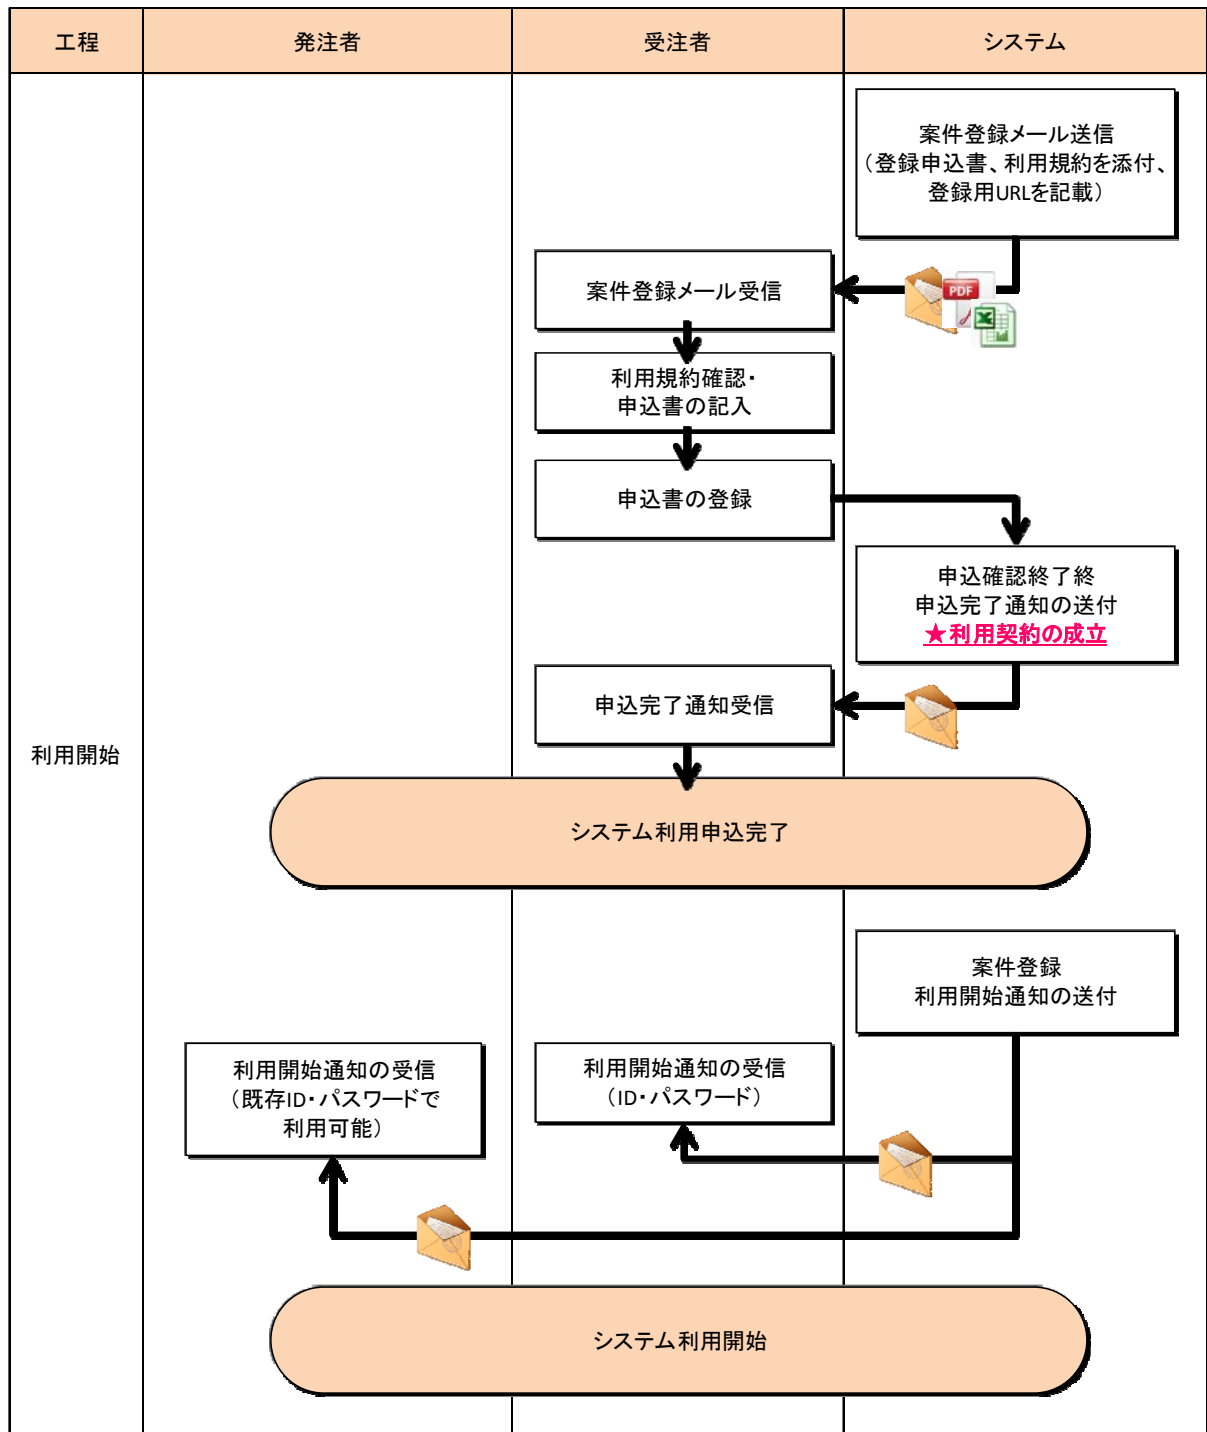 工程
発注者
受注者
システム
案件登録メール送信
（登録申込書、利用規約を添付、
登録用URLを記載）
PDF
案件登録メール受信
利用規約確認・
申込書の記入
申込書の登録
申込確認終了終
申込完了通知の送付
★利用契約の成立
申込完了通知受信
利用開始
システム利用申込完了
案件登録
利用開始通知の送付
利用開始通知の受信
（既存ID・パスワードで
利用可能）
利用開始通知の受信
（ID・パスワード）
システム利用開始